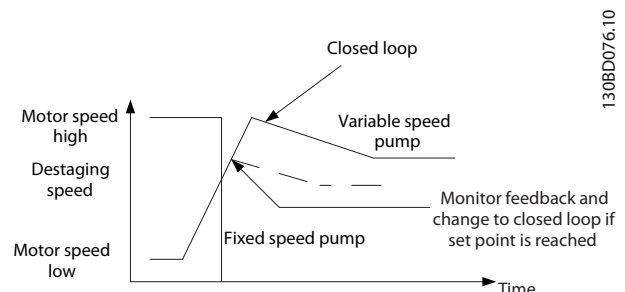 130BD076.10
Closed loop
Motor speed
high
Variable speed
pump
Destaging
speed
Monitor feedback and
change to closed loop if
set point is reached
Fixed speed pump
Motor speed
low
Time